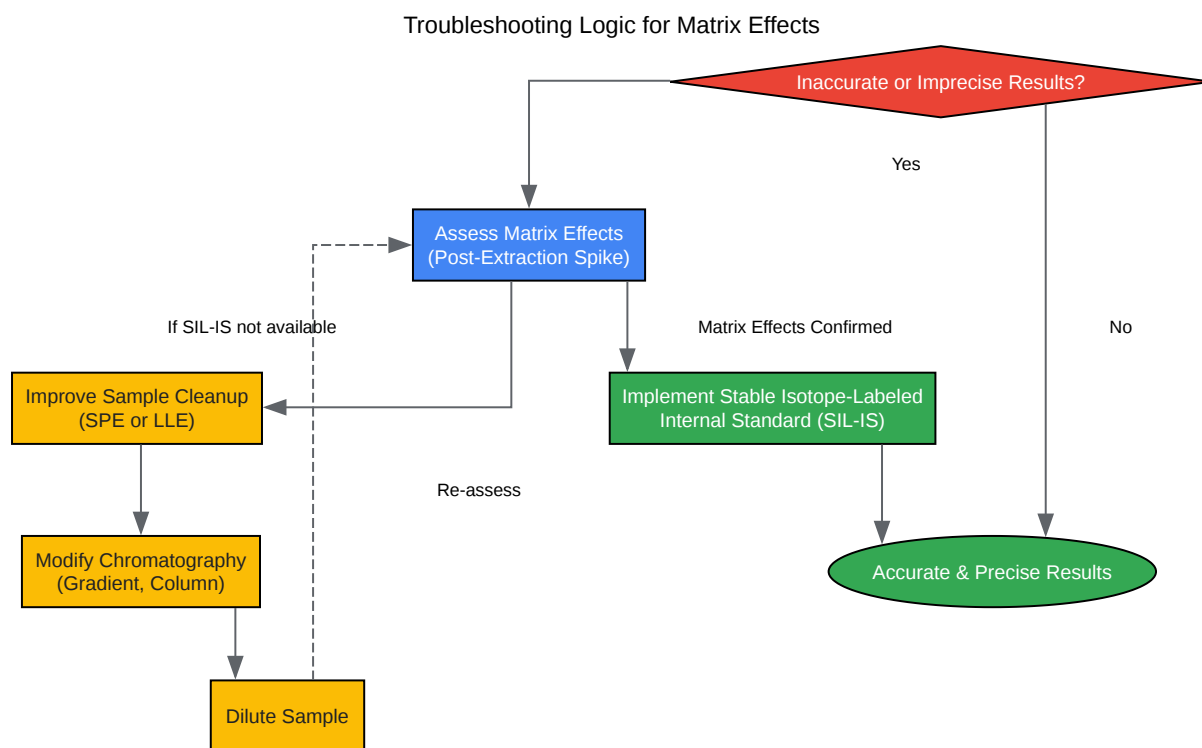 Troubleshooting Logic for Matrix Effects
Inaccurate or Imprecise Results?
Yes
Assess Matrix Effects
(Post-Extraction Spike)
If SIL-IS not available
Matrix Effects Confirmed
No
Improve Sample Cleanup
(SPE or LLE)
Implement Stable Isotope-Labeled
Internal Standard (SIL-IS)
Re-assess
Modify Chromatography
(Gradient, Column)
Accurate & Precise Results
Dilute Sample